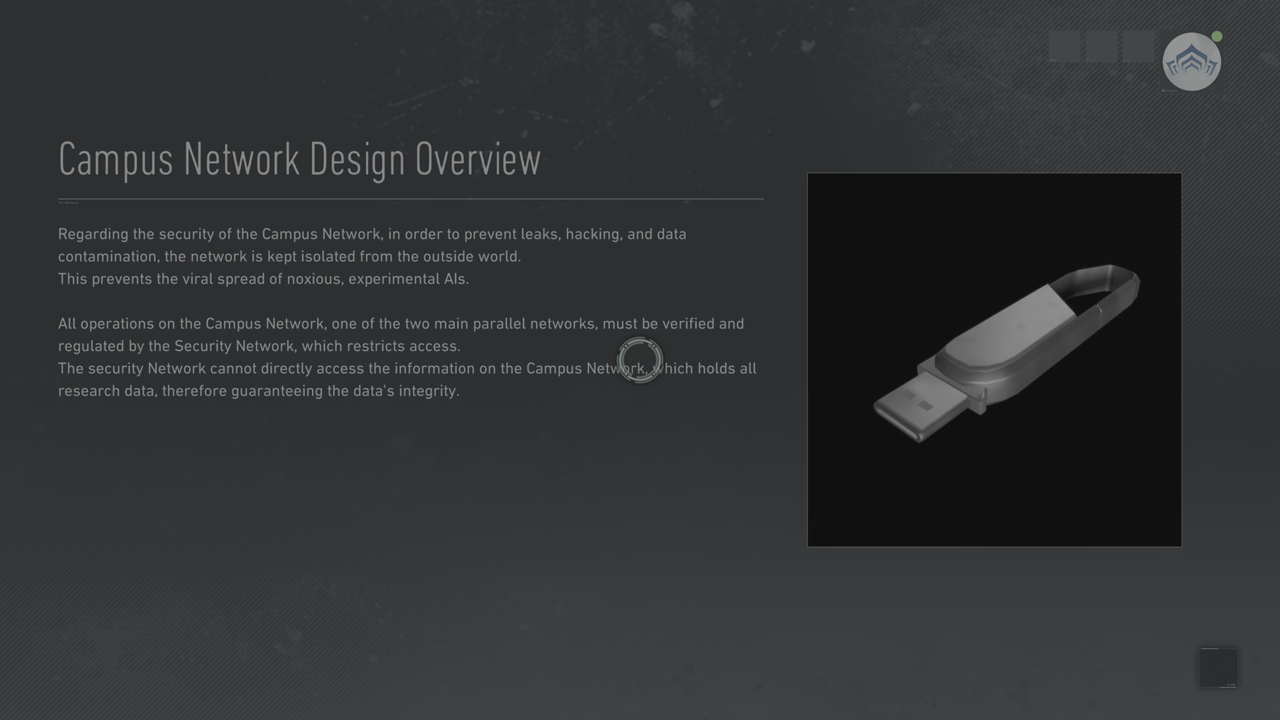 Campus Network Design Overview
Regarding the security of the Campus Network, in order to prevent leaks, hacking, and data
contamination, the network is kept isolated from the outside world.
This prevents the viral spread of noxious, experimental AIs.
All operations on the Campus Network, one of the two main parallel networks, must be verified and
regulated by the Security Network, which restricts access.
The security Network cannot directly access the information on the Campus Network, which holds all
research data, therefore guaranteeing the data's integrity.